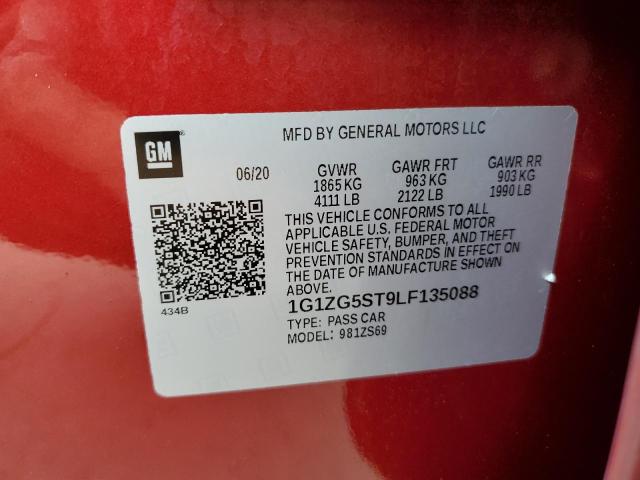 GM
MFD BY GENERAL MOTORS LLC
06/20 GVWR GAWR FRT GAWR RR
1865 KG 963 KG 903 KG
4111 LB 2122 LB 1990 LB
THIS VEHICLE CONFORMS TO ALL
APPLICABLE U.S. FEDERAL MOTOR
VEHICLE SAFETY, BUMPER, AND THEFT
PREVENTION STANDARDS IN EFFECT ON
THE DATE OF MANUFACTURE SHOWN
ABOVE.
434B
1G1ZG5ST9LF135088
TYPE: PASS CAR
MODEL: 981ZS69